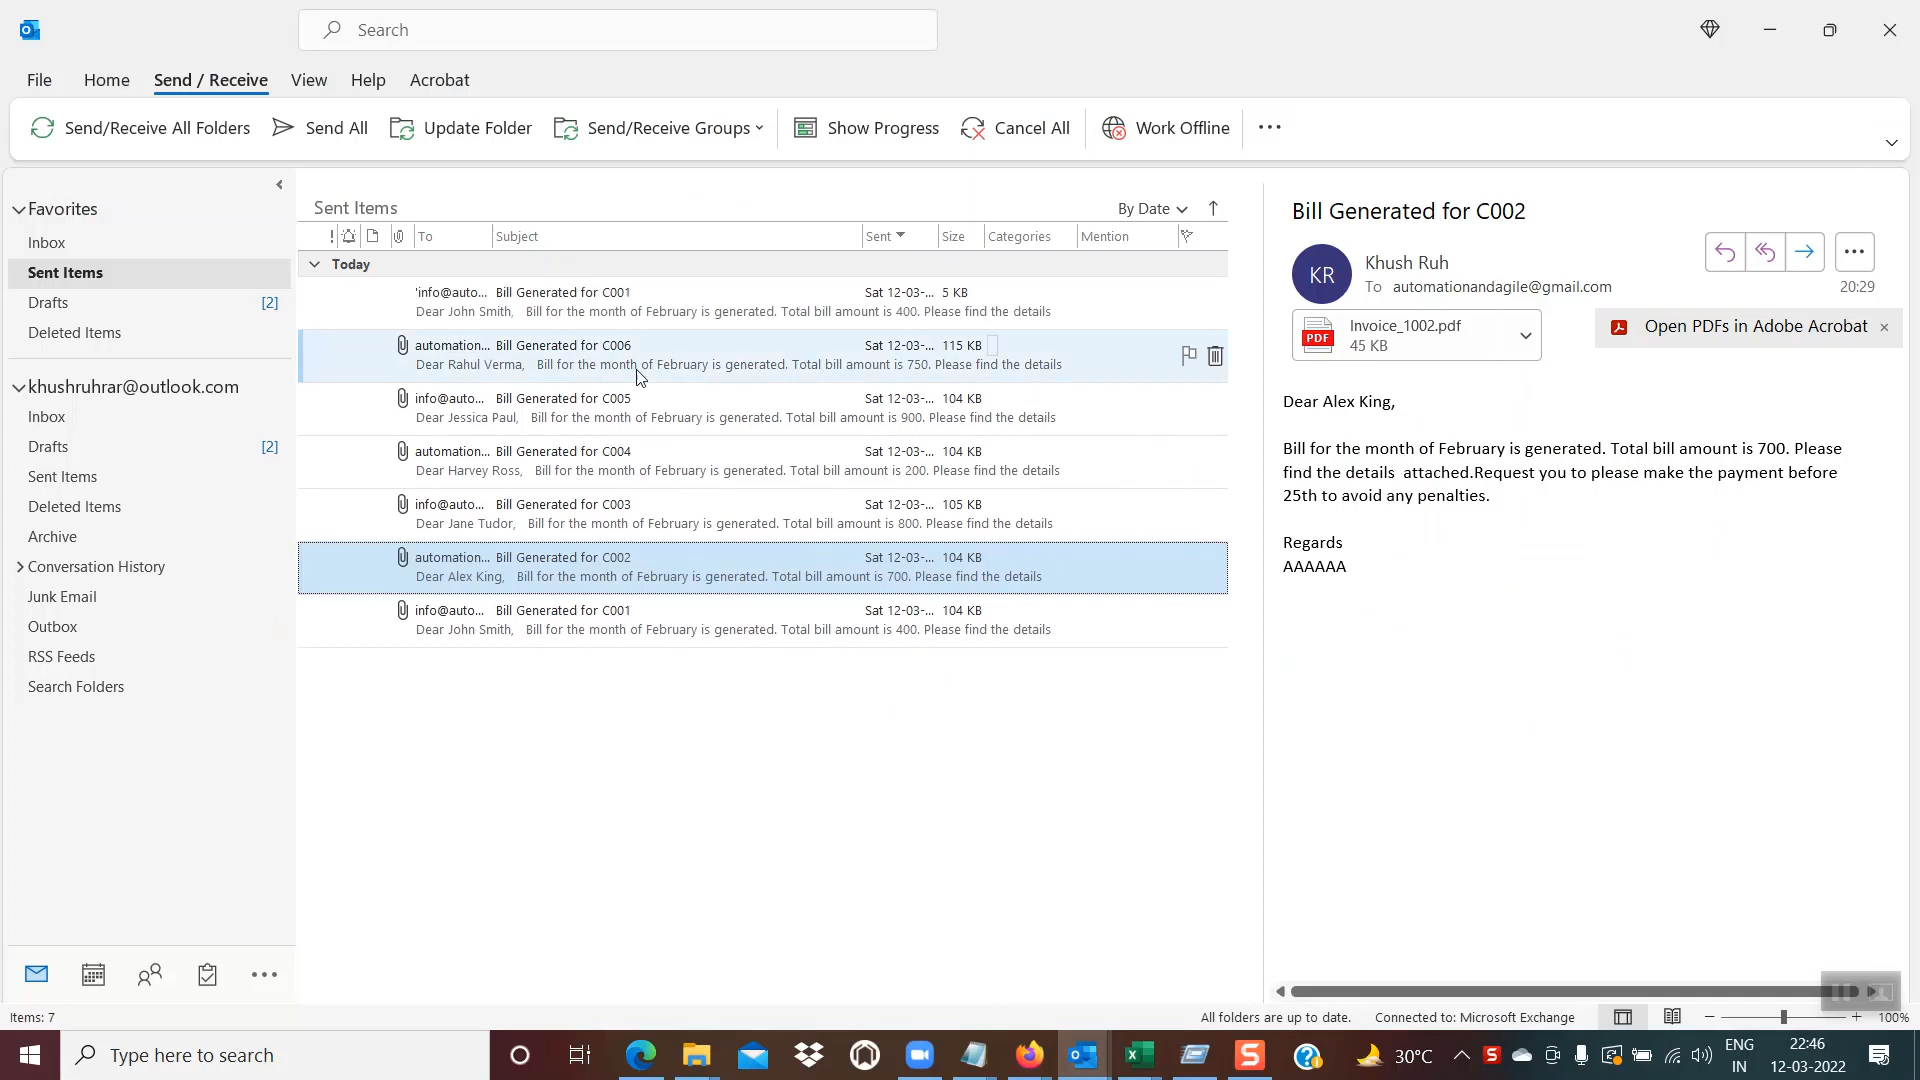 Search
File Home Send / Receive View Help Acrobat
Send/Receive All Folders Send All Update Folder Send/Receive Groups Show Progress Cancel All Work Offline ...
Favorites
Inbox
Sent Items
Drafts [2]
Deleted Items
khushruhrar@outlook.com
Inbox
Drafts [2]
Sent Items
Deleted Items
Archive
Conversation History
Junk Email
Outbox
RSS Feeds
Search Folders
Sent Items By Date
! To Subject Sent Size Categories Mention
Today
'info@auto... Bill Generated for C001 Sat 12-03-... 5 KB
Dear John Smith, Bill for the month of February is generated. Total bill amount is 400. Please find the details
automation... Bill Generated for C006 Sat 12-03-... 115 KB
Dear Rahul Verma, Bill for the month of February is generated. Total bill amount is 750. Please find the details
info@auto... Bill Generated for C005 Sat 12-03-... 104 KB
Dear Jessica Paul, Bill for the month of February is generated. Total bill amount is 900. Please find the details
automation... Bill Generated for C004 Sat 12-03-... 104 KB
Dear Harvey Ross, Bill for the month of February is generated. Total bill amount is 200. Please find the details
info@auto... Bill Generated for C003 Sat 12-03-... 105 KB
Dear Jane Tudor, Bill for the month of February is generated. Total bill amount is 800. Please find the details
automation... Bill Generated for C002 Sat 12-03-... 104 KB
Dear Alex King, Bill for the month of February is generated. Total bill amount is 700. Please find the details
info@auto... Bill Generated for C001 Sat 12-03-... 104 KB
Dear John Smith, Bill for the month of February is generated. Total bill amount is 400. Please find the details
Bill Generated for C002
KR
Khush Ruh
To automationandagile@gmail.com 20:29
PDF
Invoice_1002.pdf
45 KB
Open PDFs in Adobe Acrobat
Dear Alex King,
Bill for the month of February is generated. Total bill amount is 700. Please
find the details attached.Request you to please make the payment before
25th to avoid any penalties.
Regards
AAAAAA
Items: 7 All folders are up to date. Connected to: Microsoft Exchange 100%
Type here to search
30°C
ENG
IN
22:46
12-03-2022